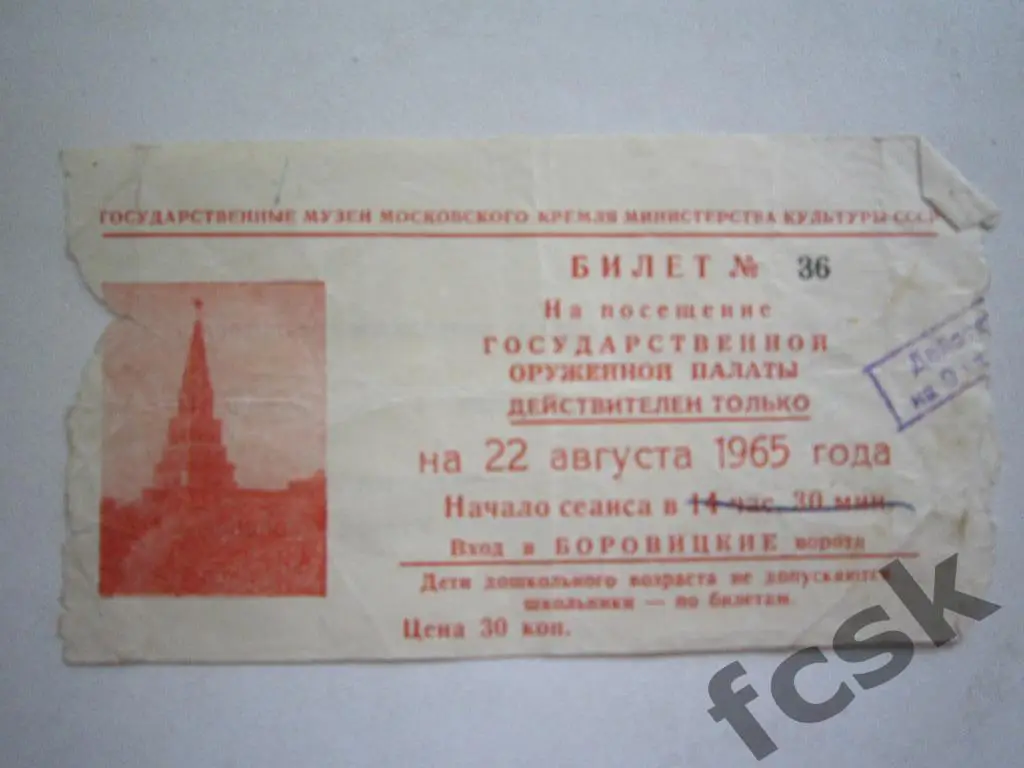 ГОСУДАРСТВЕННЫЕ МУЗЕИ МОСКОВСКОГО КРЕМЛЯ МИНИСТЕРСТВА КУЛЬТУРЫ СССР
БИЛЕТ № 36
На посещение
ГОСУДАРСТВЕННОЙ
ОРУЖЕЙНОЙ ПАЛАТЫ
ДЕЙСТВИТЕЛЕН ТОЛЬКО
на 22 августа 1965 года
Начало сеанса в 14 час. 30 мин.
Вход в БОРОВИЦКИЕ ворота
Дети дошкольного возраста не допускаются
школьники — по билетам.
Цена 30 коп.
на
fcsk